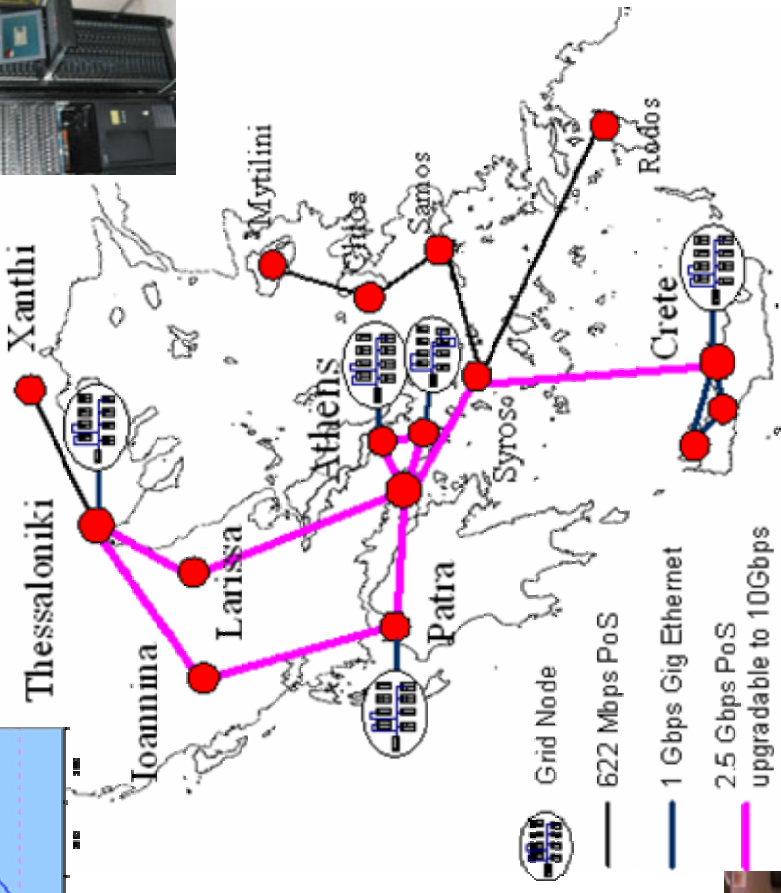 Xanthi
Thessaloniki
Mytilini
Chios
Samos
Rodos
Ioannina
Larissa
Athens
Syroso
Crete
Patra
Grid Node
622 Mbps PoS
1 Gbps Gig Ethernet
2.5 Gbps PoS
upgradable to 10Gbps